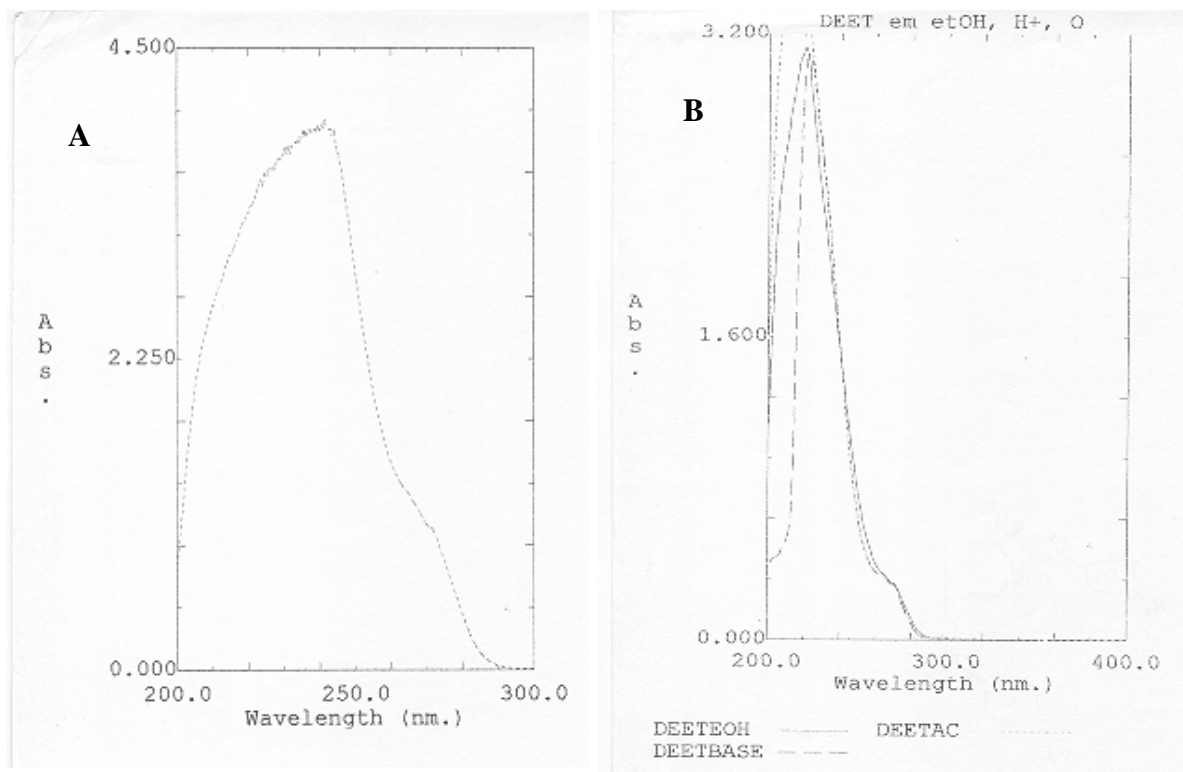 A
4.500
A
b
s
.
2.250
0.000
200.0 250.0 300.0
Wavelength (nm.)
DEET em etOH, H+, O
B
3.200
A
b
s
.
1.600
0.000
200.0 300.0 400.0
Wavelength (nm.)
DEETEOH DEETAC
DEETBASE